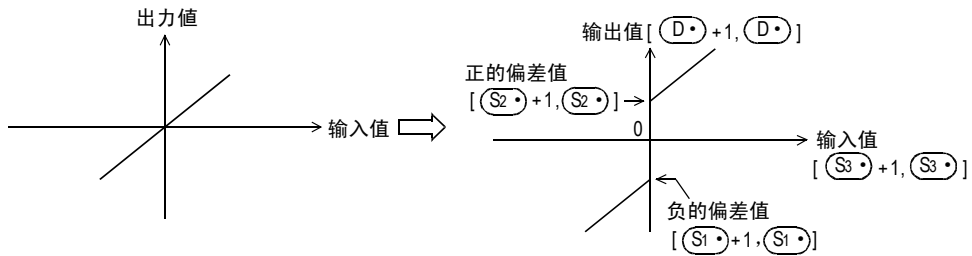 出力値
输入值
输出值[ D• +1, D• ]
正的偏差值
[ S2• +1, S2• ]
0
输入值
[ S3• +1, S3• ]
负的偏差值
[ S1• +1, S1• ]